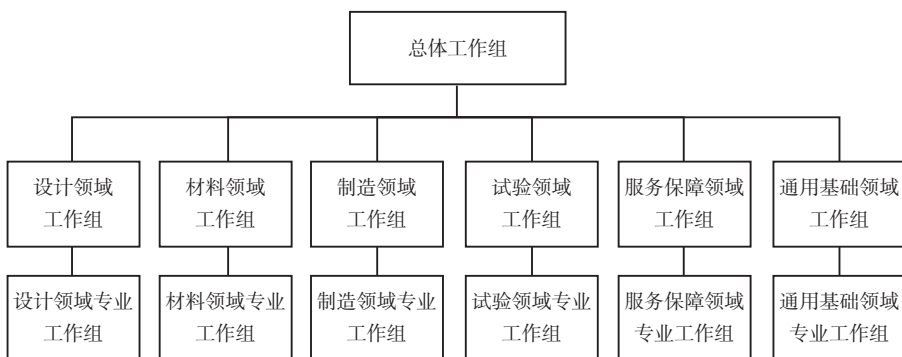 总体工作组
设计领域
工作组
材料领域
工作组
制造领域
工作组
试验领域
工作组
服务保障领域
工作组
通用基础领域
工作组
设计领域专业
工作组
材料领域专业
工作组
制造领域专业
工作组
试验领域专业
工作组
服务保障领域
专业工作组
通用基础领域
专业工作组